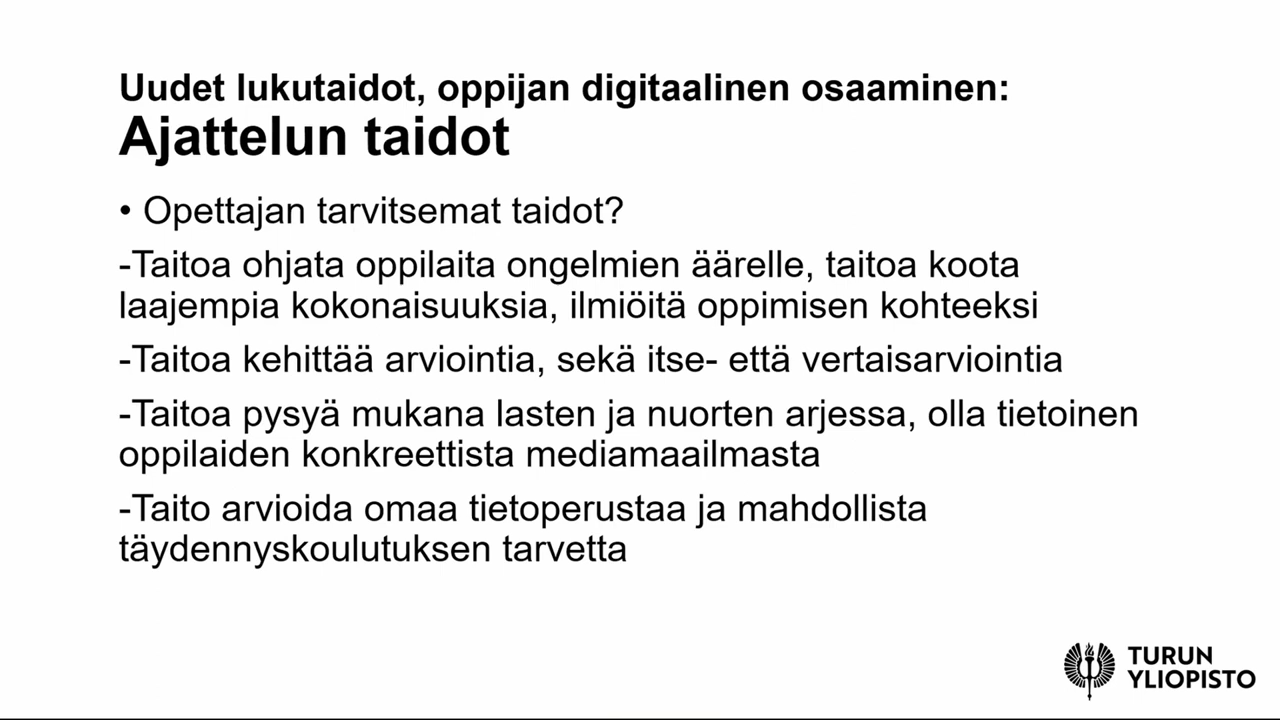 Uudet lukutaidot, oppijan digitaalinen osaaminen:
Ajattelun taidot
• Opettajan tarvitsemat taidot?
-Taitoa ohjata oppilaita ongelmien äärelle, taitoa koota
laajempia kokonaisuuksia, ilmiöitä oppimisen kohteeksi
-Taitoa kehittää arviointia, sekä itse- että vertaisarviointia
-Taitoa pysyä mukana lasten ja nuorten arjessa, olla tietoinen
oppilaiden konkreettista mediamaailmasta
-Taito arvioida omaa tietoperustaa ja mahdollista
täydennyskoulutuksen tarvetta
TURUN
YLIOPISTO